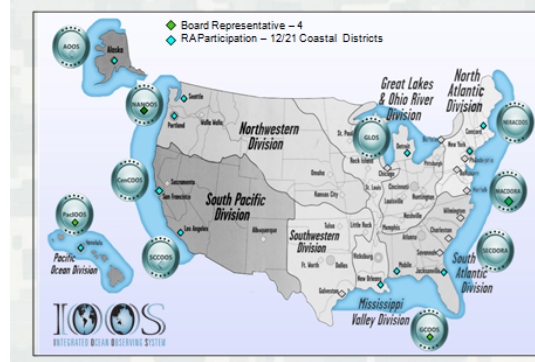 Board Representative – 4
RAParticipation – 12/21 Coastal Districts
AOOS
Alaska
NANOOS
Seattle
Portland
Walla Walla
Northwestern
Division
St. Paul
Great Lakes
& Ohio River
Division
North
Atlantic
Division
GLOS
Rock Island
Detroit
Chicago
Concord
New York
Philadelphia
Pittsburgh
NERACOOS
Omaha
Kansas City
St. Louis
Cincinnati
Louisville
Huntington
Norfolk
CenCOOS
Sacramento
San Francisco
South Pacific
Division
Albuquerque
Los Angeles
SCCOOS
PacIOOS
Honolulu
Pacific
Ocean Division
Southwestern
Division
Tulsa
Little Rock
Ft. Worth
Dallas
Galveston
Memphis
Nashville
Vicksburg
New Orleans
Mobile
Atlanta
Wilmington
Charleston
Savannah
Jacksonville
South
Atlantic
Division
Mississippi
Valley Division
MACOORA
SECOORA
GCOOS
IOOS
INTEGRATED OCEAN OBSERVING SYSTEM